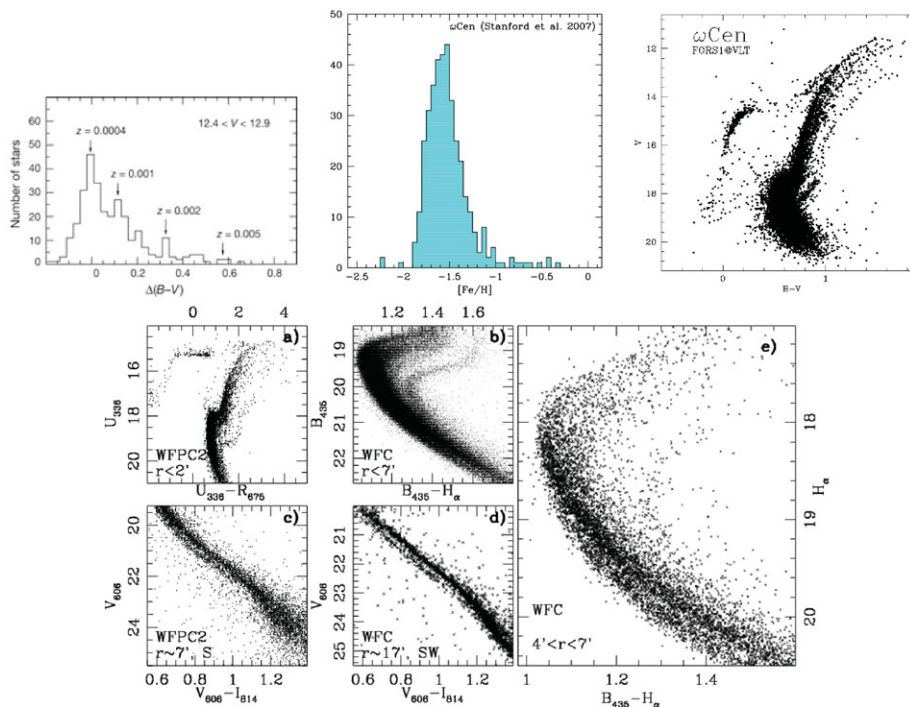 70
60
50
40
30
20
10
0
Number of stars
12.4 < V < 12.9
z = 0.0004
z = 0.001
z = 0.002
z = 0.005
0 0.2 0.4 0.6 0.8
Δ(B–V)
ωCen (Stanford et al. 2007)
50
40
30
20
10
0
−2.5 −2 −1.5 −1 −0.5 0
[Fe/H]
ωCen
FORS1@VLT
12
14
16
18
20
V
0 1
B−V
0 2 4
a)
16
18
20
U336
WFPC2
r<2'
U336−R675
1.2 1.4 1.6
b)
19
20
21
22
B435
WFC
r<7'
B435−Hα
c)
20
22
24
V606
WFPC2
r~7', S
0.6 0.8 1 1.2
V606−I814
d)
21
22
23
24
25
V606
WFC
r~17', SW
0.6 0.8 1 1.2
V606−I814
e)
18
19
20
Hα
WFC
4'<r<7'
1 1.2 1.4
B435−Hα